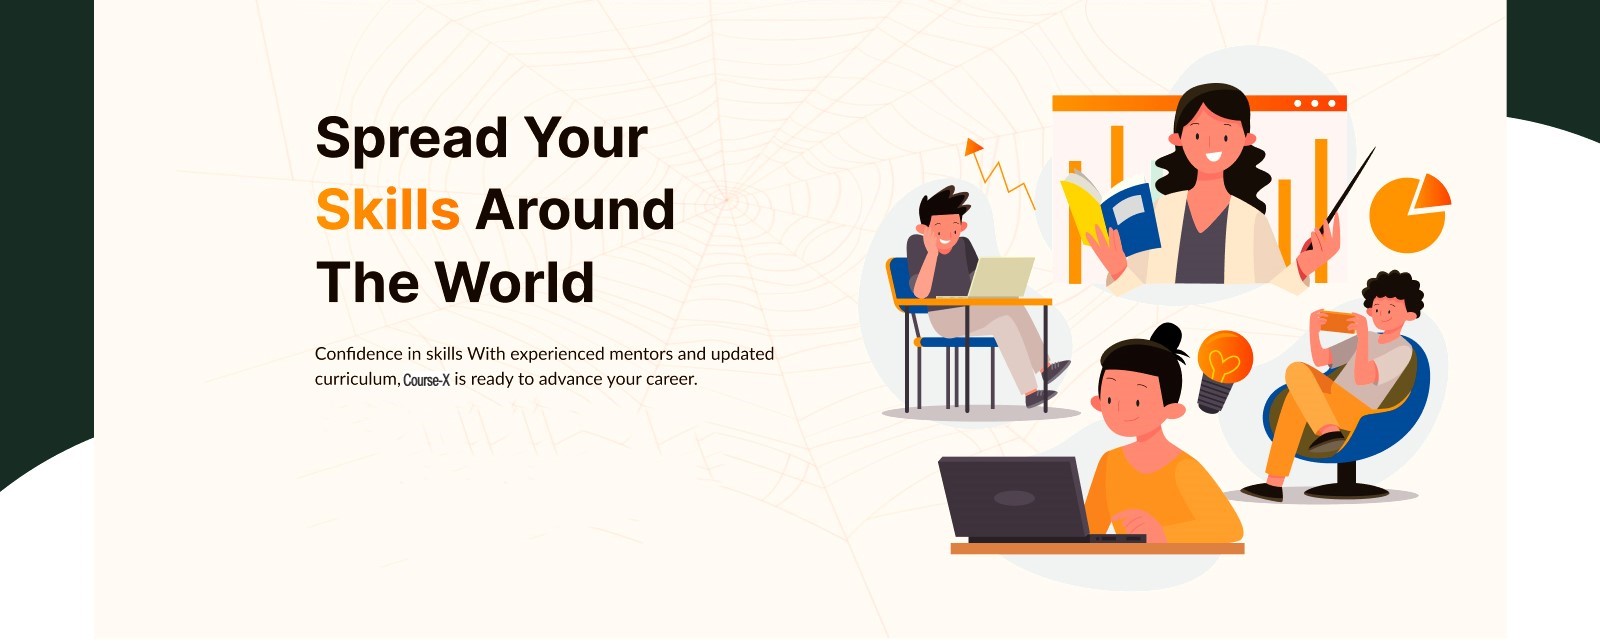 Spread Your
Skills Around
The World
Confidence in skills With experienced mentors and updated
curriculum, Course-X is ready to advance your career.